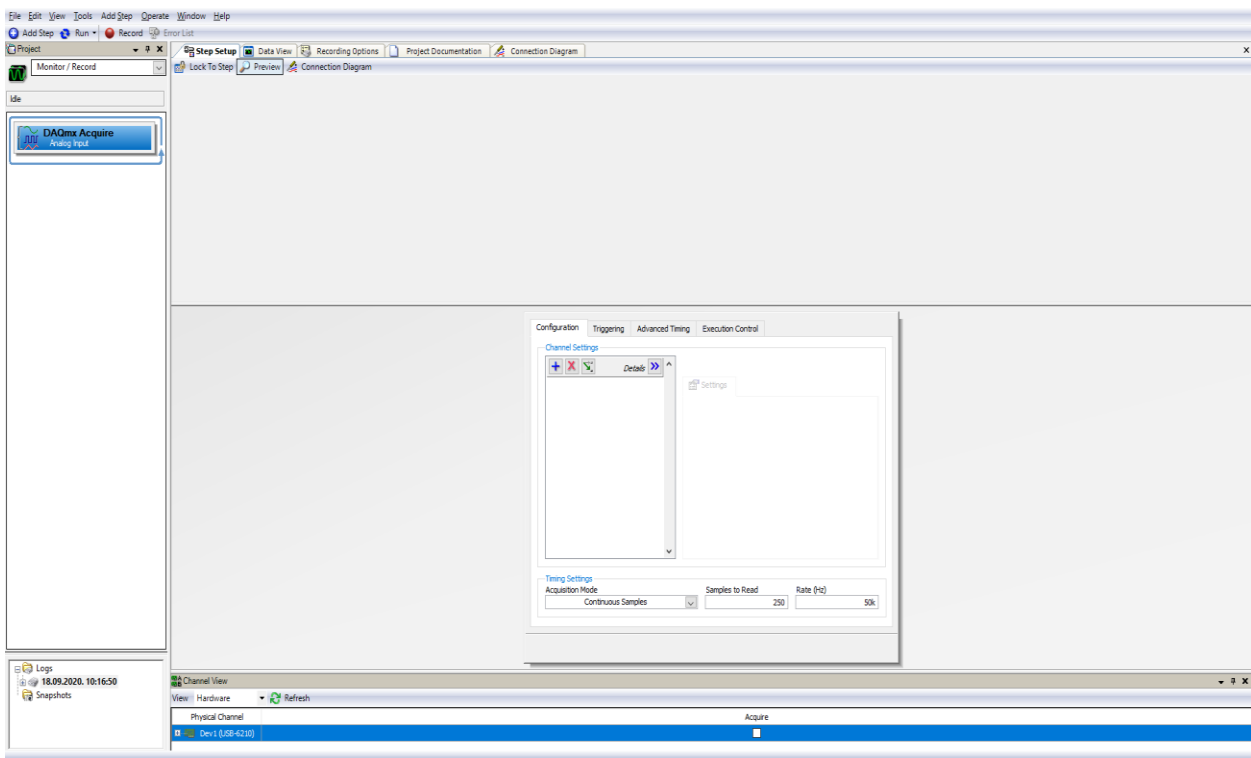 File Edit View Tools Add Step Operate Window Help
Add Step Run Record Error List
Project
Step Setup Data View Recording Options Project Documentation Connection Diagram
Monitor / Record
Lock To Step Preview Connection Diagram
Idle
DAQmx Acquire
Analog Input
Configuration Triggering Advanced Timing Execution Control
Channel Settings
Details
Settings
Timing Settings
Acquisition Mode Samples to Read Rate (Hz)
Continuous Samples 250 50k
Logs
18.09.2020. 10:16:50
Snapshots
Channel View
View Hardware Refresh
Physical Channel Acquire
Dev1 (USB-6210)